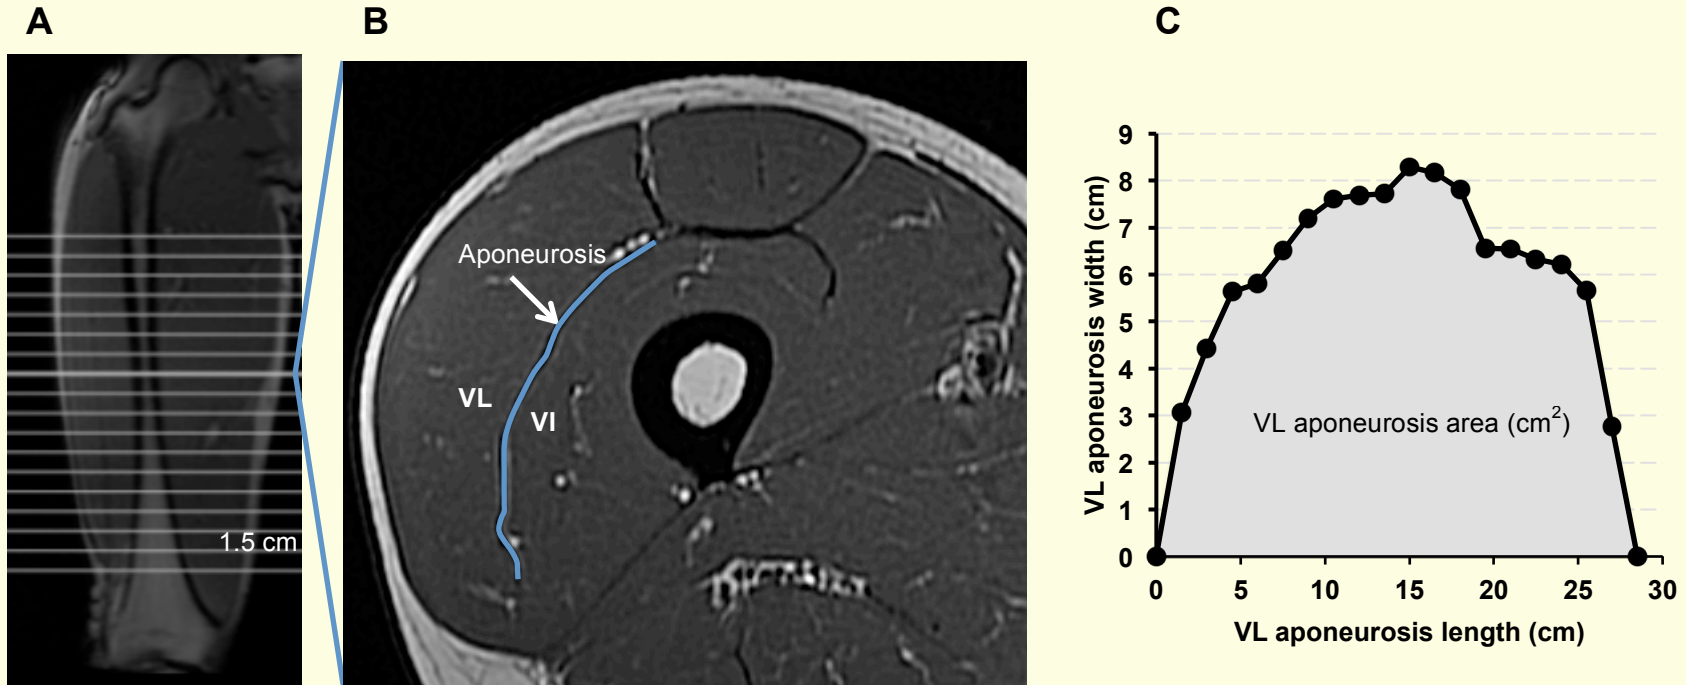 A
B
C
1.5 cm
Aponeurosis
VL
VI
VL aponeurosis width (cm)
9
8
7
6
5
4
3
2
1
0
VL aponeurosis area (cm²)
0 5 10 15 20 25 30
VL aponeurosis length (cm)